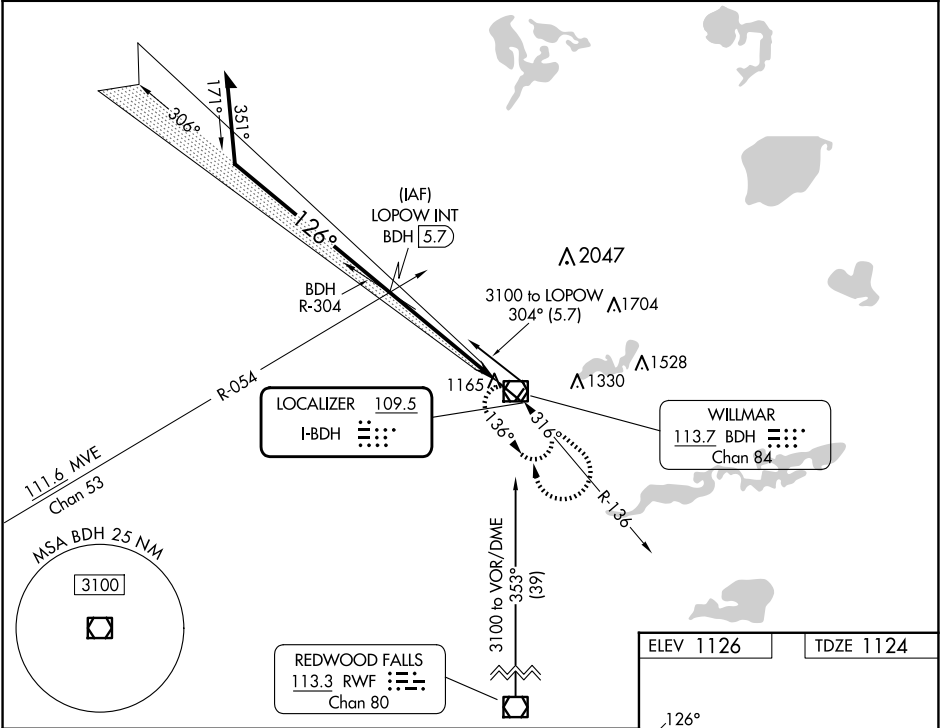 306°
171°
351°
126°
(IAF)
LOPOW INT
BDH 5.7
BDH
R-304
2047
3100 to LOPOW
304° (5.7)
1704
1528
1330
1165
R-054
LOCALIZER 109.5
I-BDH
136°
316°
WILLMAR
113.7 BDH
Chan 84
R-136
111.6 MVE
Chan 53
MSA BDH 25 NM
3100
3100 to VOR/DME
353°
(39)
REDWOOD FALLS
113.3 RWF
Chan 80
ELEV 1126
TDZE 1124
126°